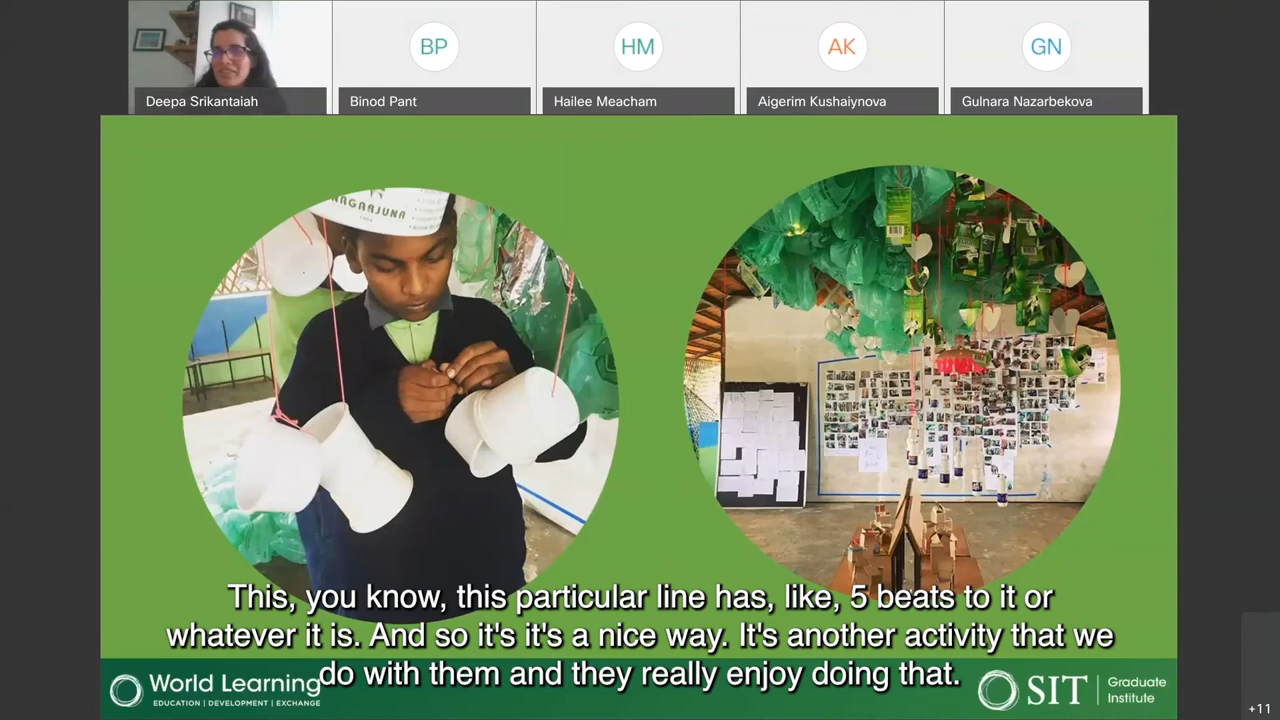 BP
HM
AK
GN
Deepa Srikantaiah
Binod Pant
Hailee Meacham
Aigerim Kushaiynova
Gulnara Nazarbekova
NAGARJUNA
This, you know, this particular line has, like, 5 beats to it or
whatever it is. And so it's it's a nice way. It's another activity that we
do with them and they really enjoy doing that.
World Learning
EDUCATION | DEVELOPMENT | EXCHANGE
SIT
Graduate
Institute
+11